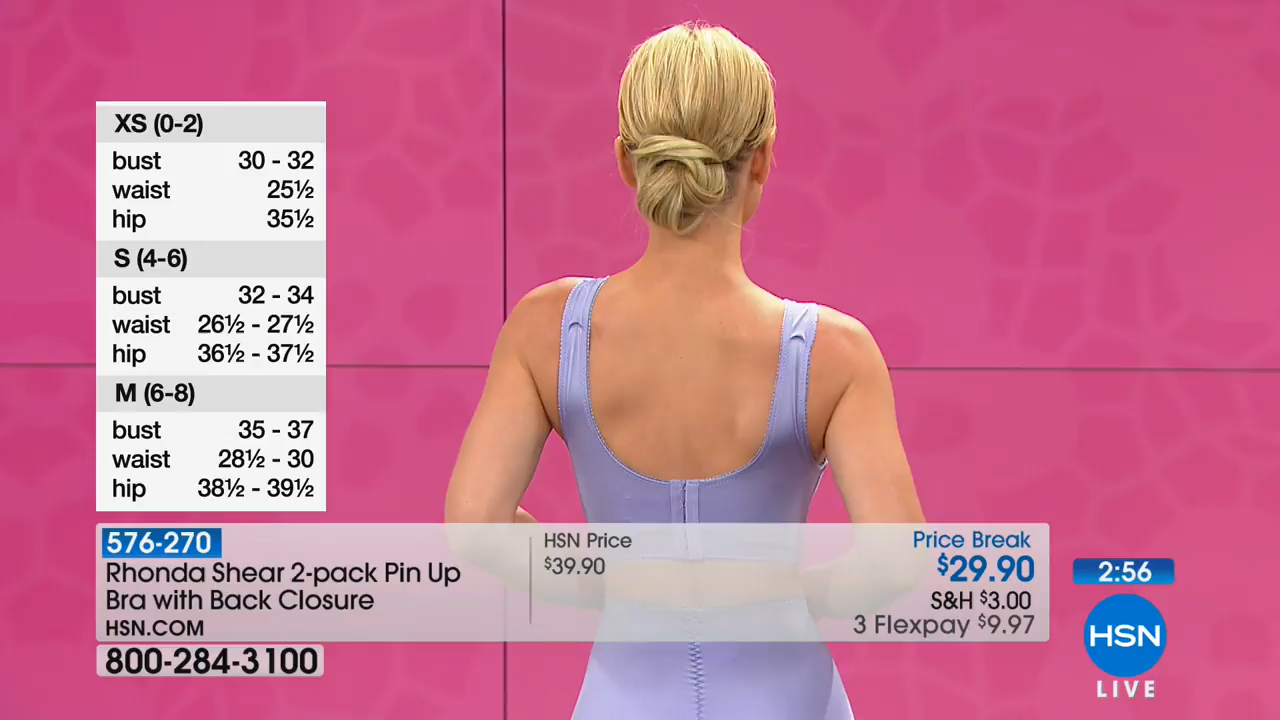 XS (0-2)
bust 30 - 32
waist 25½
hip 35½
S (4-6)
bust 32 - 34
waist 26½ - 27½
hip 36½ - 37½
M (6-8)
bust 35 - 37
waist 28½ - 30
hip 38½ - 39½
576-270
Rhonda Shear 2-pack Pin Up
Bra with Back Closure
HSN.COM
800-284-3100
HSN Price
$39.90
Price Break
$29.90
S&H $3.00
3 Flexpay $9.97
2:56
HSN
LIVE